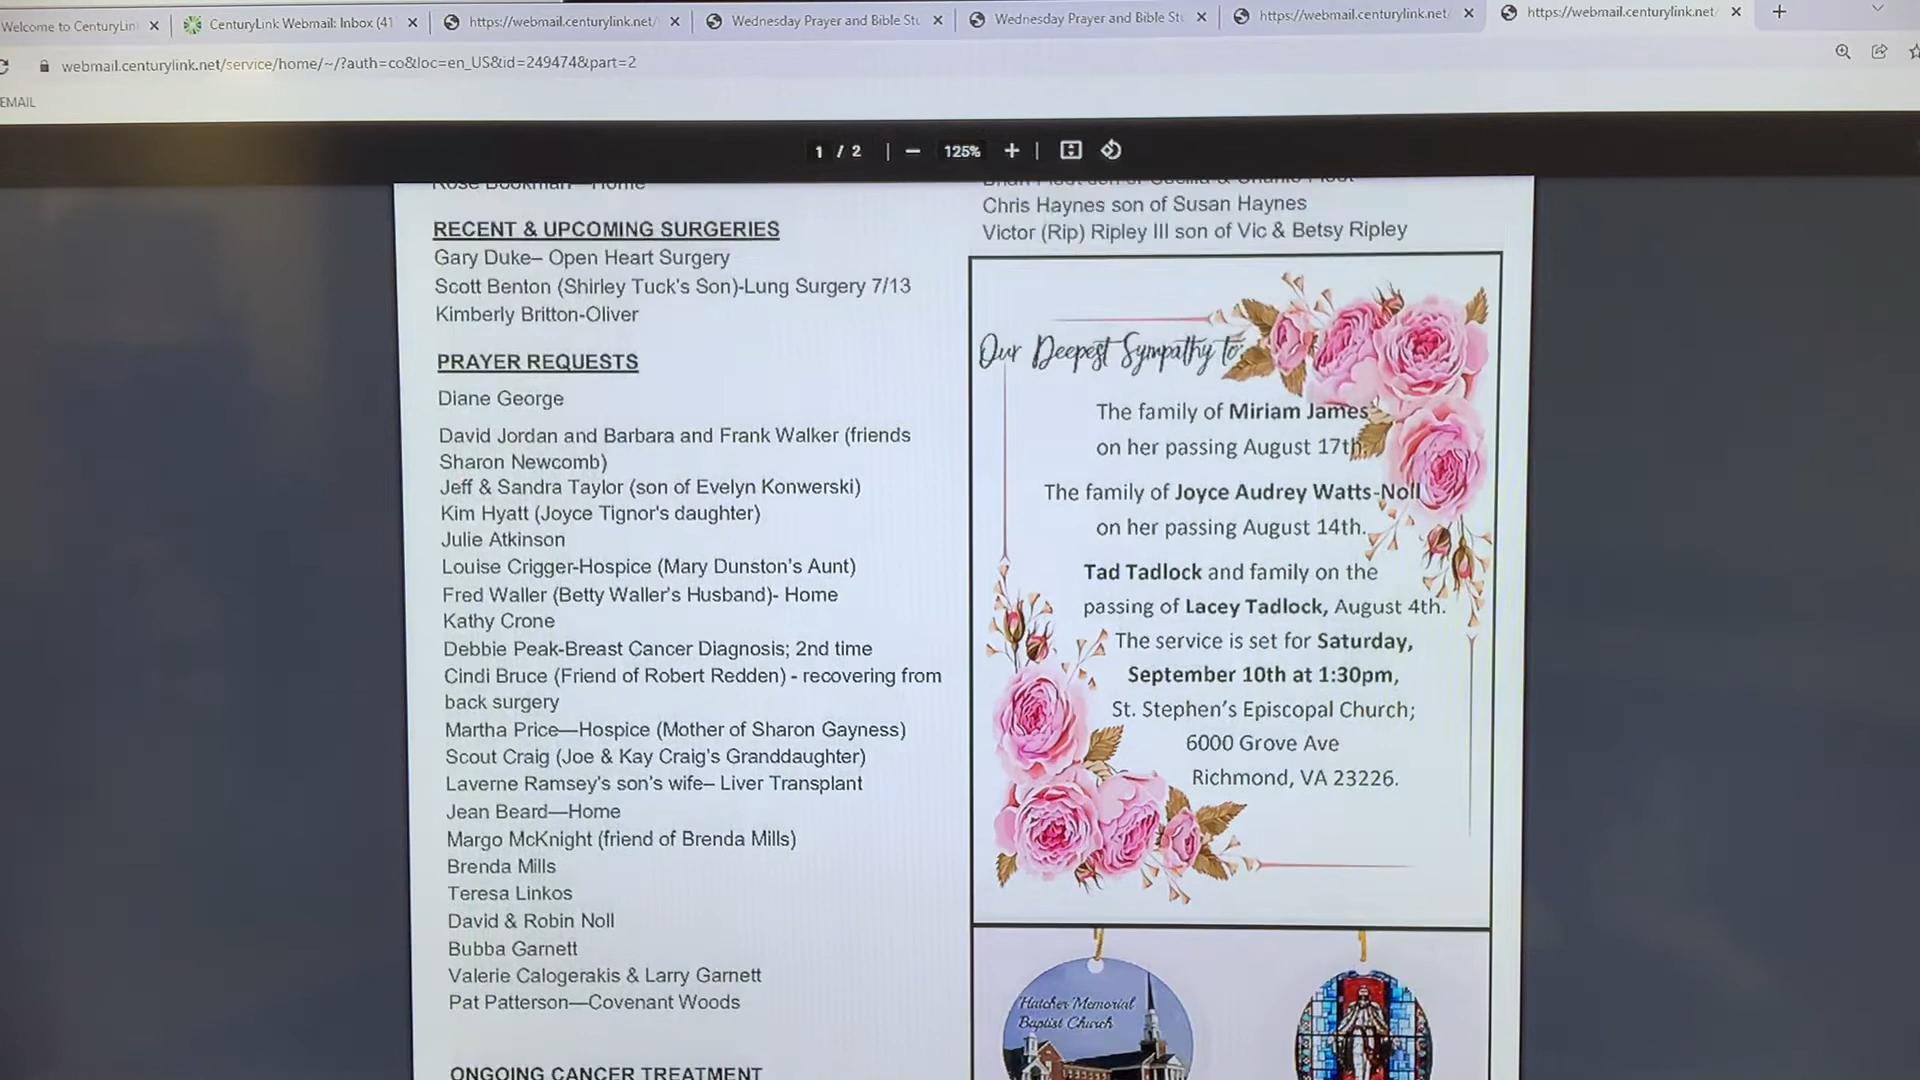 Welcome to CenturyLin
CenturyLink Webmail: Inbox (41
https://webmail.centurylink.net/
Wednesday Prayer and Bible Stu
Wednesday Prayer and Bible Stu
https://webmail.centurylink.net/
https://webmail.centurylink.net/
webmail.centurylink.net/service/home/~/?auth=co&loc=en_US&id=249474&part=2
EMAIL
1 / 2 | − 125% + |
Rose Bookman—Home
RECENT & UPCOMING SURGERIES
Gary Duke– Open Heart Surgery
Scott Benton (Shirley Tuck's Son)-Lung Surgery 7/13
Kimberly Britton-Oliver
PRAYER REQUESTS
Diane George
David Jordan and Barbara and Frank Walker (friends
Sharon Newcomb)
Jeff & Sandra Taylor (son of Evelyn Konwerski)
Kim Hyatt (Joyce Tignor's daughter)
Julie Atkinson
Louise Crigger-Hospice (Mary Dunston's Aunt)
Fred Waller (Betty Waller's Husband)- Home
Kathy Crone
Debbie Peak-Breast Cancer Diagnosis; 2nd time
Cindi Bruce (Friend of Robert Redden) - recovering from
back surgery
Martha Price—Hospice (Mother of Sharon Gayness)
Scout Craig (Joe & Kay Craig's Granddaughter)
Laverne Ramsey's son's wife– Liver Transplant
Jean Beard—Home
Margo McKnight (friend of Brenda Mills)
Brenda Mills
Teresa Linkos
David & Robin Noll
Bubba Garnett
Valerie Calogerakis & Larry Garnett
Pat Patterson—Covenant Woods
ONGOING CANCER TREATMENT
Chris Haynes son of Susan Haynes
Victor (Rip) Ripley III son of Vic & Betsy Ripley
Our Deepest Sympathy to:
The family of Miriam James
on her passing August 17th.
The family of Joyce Audrey Watts-Noll
on her passing August 14th.
Tad Tadlock and family on the
passing of Lacey Tadlock, August 4th.
The service is set for Saturday,
September 10th at 1:30pm,
St. Stephen's Episcopal Church;
6000 Grove Ave
Richmond, VA 23226.
Hatcher Memorial
Baptist Church